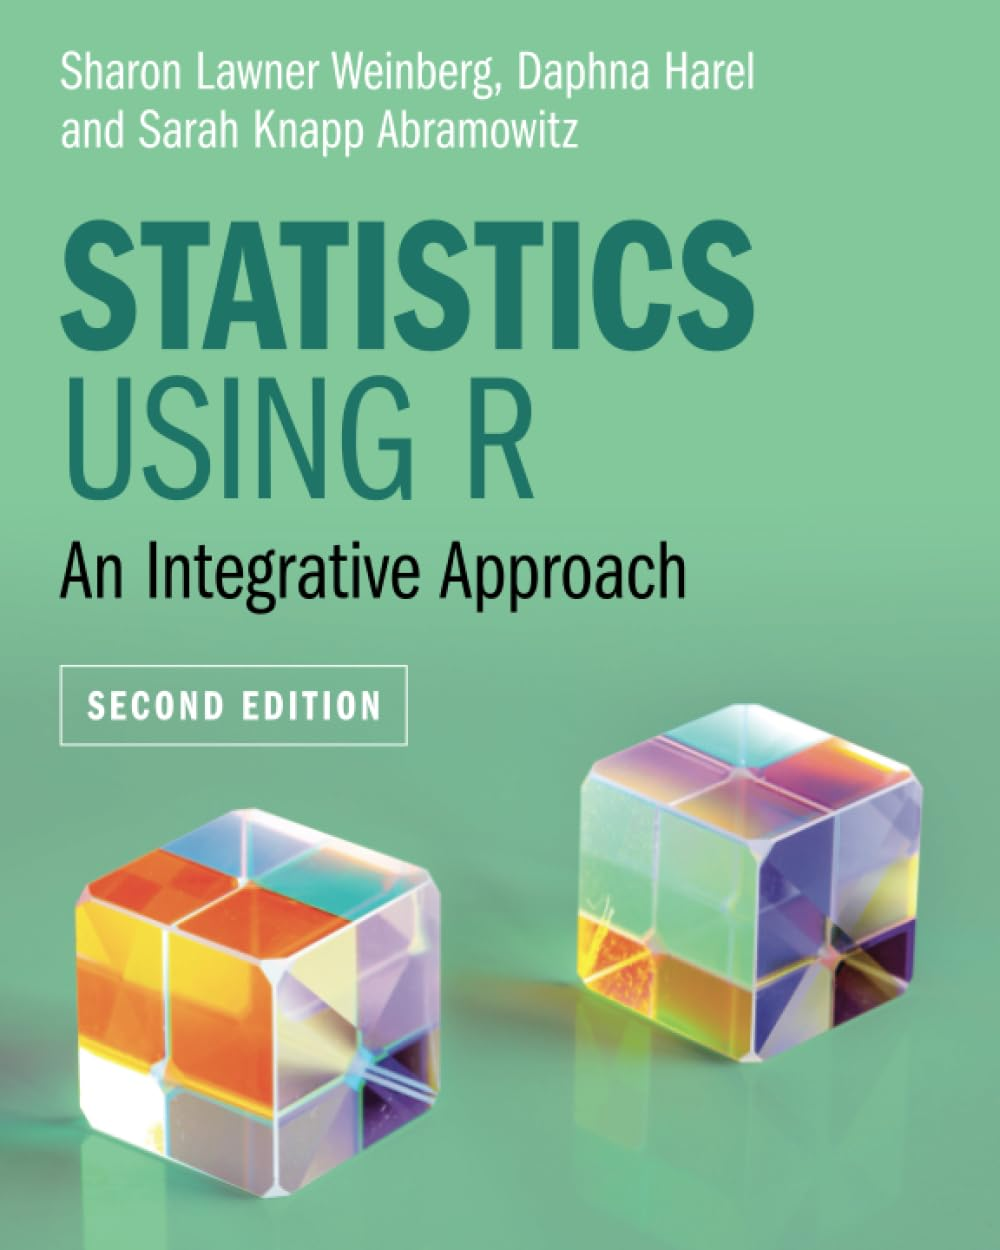 Sharon Lawner Weinberg, Daphna Harel
and Sarah Knapp Abramowitz
STATISTICS
USING R
An Integrative Approach
SECOND EDITION